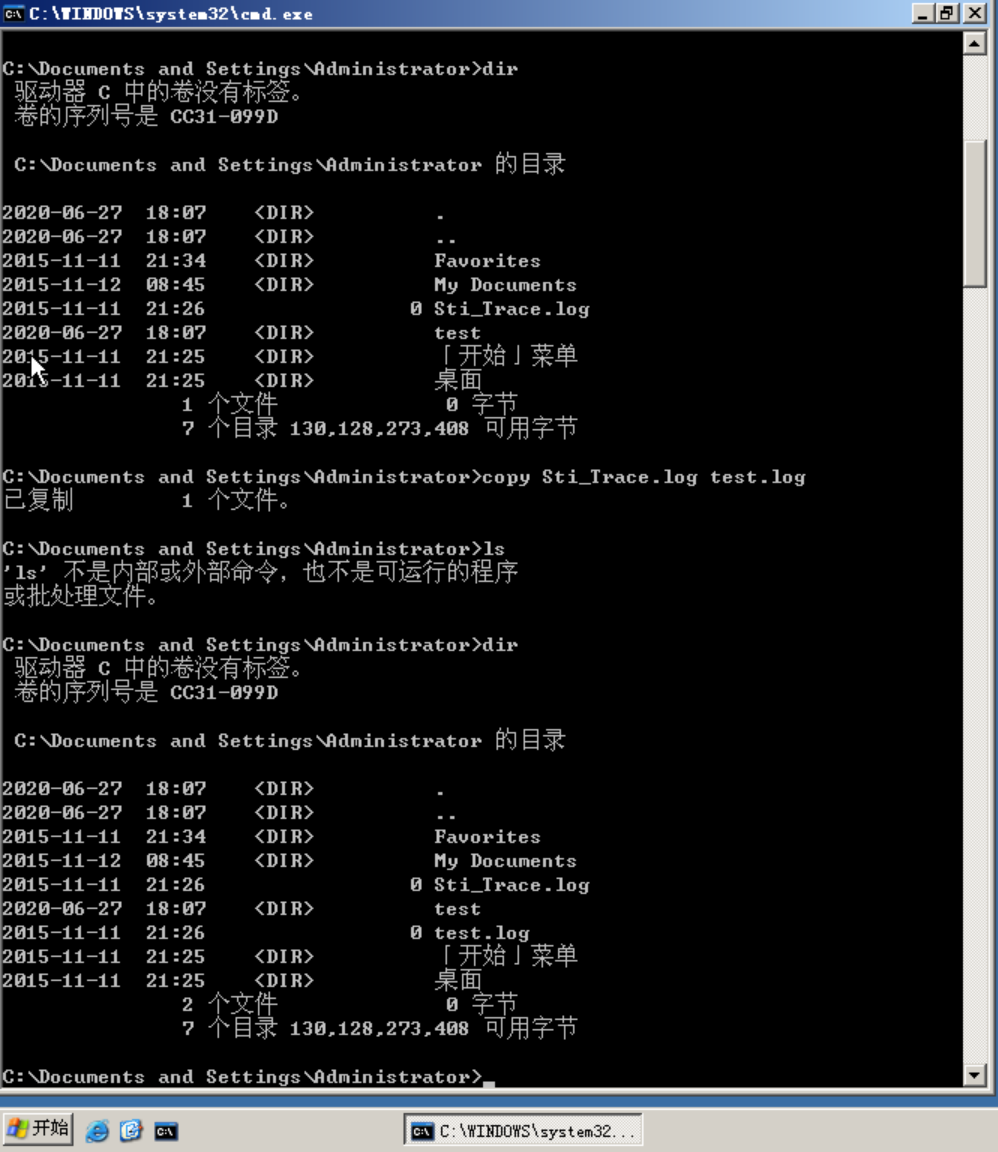 C:\WINDOWS\system32\cmd.exe
C:\Documents and Settings\Administrator>dir
驱动器 C 中的卷没有标签。
卷的序列号是 CC31-099D
C:\Documents and Settings\Administrator 的目录
2020-06-27 18:07 <DIR> .
2020-06-27 18:07 <DIR> ..
2015-11-11 21:34 <DIR> Favorites
2015-11-12 08:45 <DIR> My Documents
2015-11-11 21:26 0 Sti_Trace.log
2020-06-27 18:07 <DIR> test
2015-11-11 21:25 <DIR> 「开始」菜单
2015-11-11 21:25 <DIR> 桌面
1 个文件 0 字节
7 个目录 130,128,273,408 可用字节
C:\Documents and Settings\Administrator>copy Sti_Trace.log test.log
已复制 1 个文件。
C:\Documents and Settings\Administrator>ls
'ls' 不是内部或外部命令，也不是可运行的程序
或批处理文件。
C:\Documents and Settings\Administrator>dir
驱动器 C 中的卷没有标签。
卷的序列号是 CC31-099D
C:\Documents and Settings\Administrator 的目录
2020-06-27 18:07 <DIR> .
2020-06-27 18:07 <DIR> ..
2015-11-11 21:34 <DIR> Favorites
2015-11-12 08:45 <DIR> My Documents
2015-11-11 21:26 0 Sti_Trace.log
2020-06-27 18:07 <DIR> test
2015-11-11 21:26 0 test.log
2015-11-11 21:25 <DIR> 「开始」菜单
2015-11-11 21:25 <DIR> 桌面
2 个文件 0 字节
7 个目录 130,128,273,408 可用字节
C:\Documents and Settings\Administrator>_
开始 C:\WINDOWS\system32...